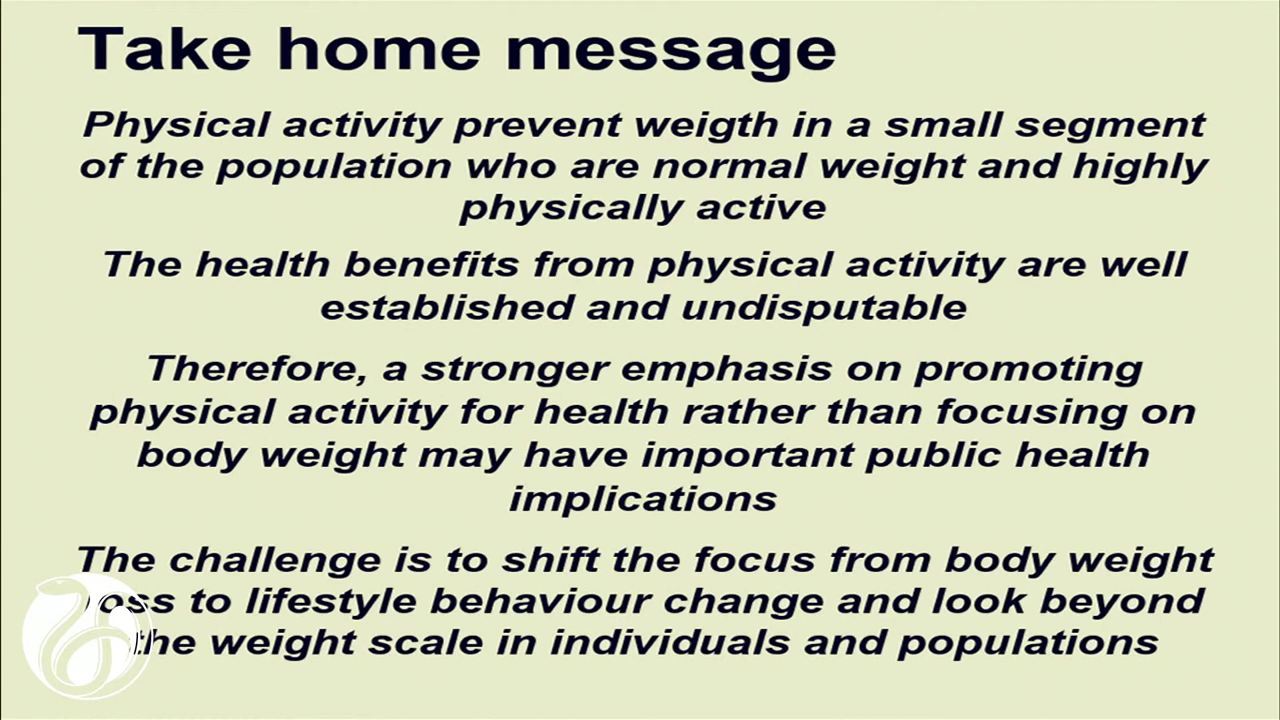 Take home message
Physical activity prevent weigth in a small segment
of the population who are normal weight and highly
physically active
The health benefits from physical activity are well
established and undisputable
Therefore, a stronger emphasis on promoting
physical activity for health rather than focusing on
body weight may have important public health
implications
The challenge is to shift the focus from body weight
loss to lifestyle behaviour change and look beyond
the weight scale in individuals and populations